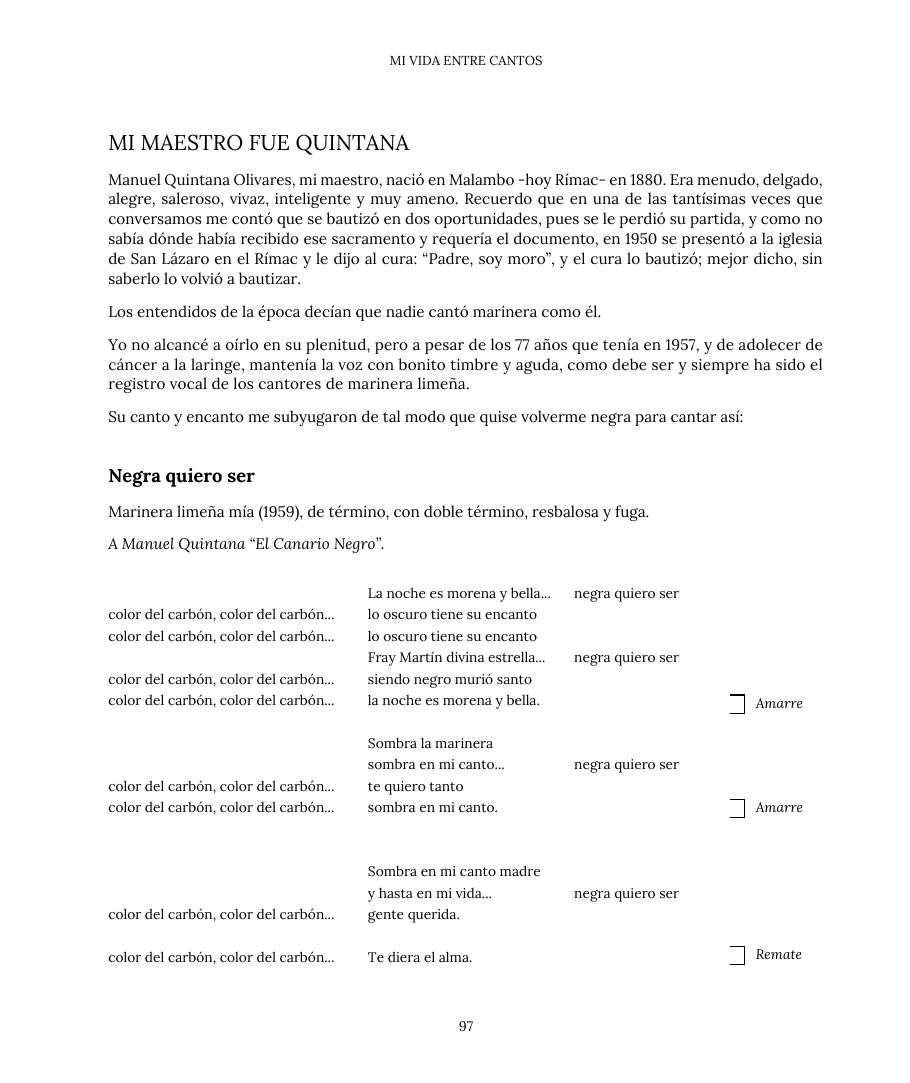 MI VIDA ENTRE CANTOS
MI MAESTRO FUE QUINTANA
Manuel Quintana Olivares, mi maestro, nació en Malambo -hoy Rímac- en 1880. Era menudo, delgado,
alegre, saleroso, vivaz, inteligente y muy ameno. Recuerdo que en una de las tantísimas veces que
conversamos me contó que se bautizó en dos oportunidades, pues se le perdió su partida, y como no
sabía dónde había recibido ese sacramento y requería el documento, en 1950 se presentó a la iglesia
de San Lázaro en el Rímac y le dijo al cura: “Padre, soy moro”, y el cura lo bautizó; mejor dicho, sin
saberlo lo volvió a bautizar.
Los entendidos de la época decían que nadie cantó marinera como él.
Yo no alcancé a oírlo en su plenitud, pero a pesar de los 77 años que tenía en 1957, y de adolecer de
cáncer a la laringe, mantenía la voz con bonito timbre y aguda, como debe ser y siempre ha sido el
registro vocal de los cantores de marinera limeña.
Su canto y encanto me subyugaron de tal modo que quise volverme negra para cantar así:
Negra quiero ser
Marinera limeña mía (1959), de término, con doble término, resbalosa y fuga.
A Manuel Quintana “El Canario Negro”.
La noche es morena y bella... negra quiero ser
color del carbón, color del carbón... lo oscuro tiene su encanto
color del carbón, color del carbón... lo oscuro tiene su encanto
Fray Martín divina estrella... negra quiero ser
color del carbón, color del carbón... siendo negro murió santo
color del carbón, color del carbón... la noche es morena y bella. Amarre
Sombra la marinera
sombra en mi canto... negra quiero ser
color del carbón, color del carbón... te quiero tanto
color del carbón, color del carbón... sombra en mi canto. Amarre
Sombra en mi canto madre
y hasta en mi vida... negra quiero ser
color del carbón, color del carbón... gente querida.
color del carbón, color del carbón... Te diera el alma. Remate
97